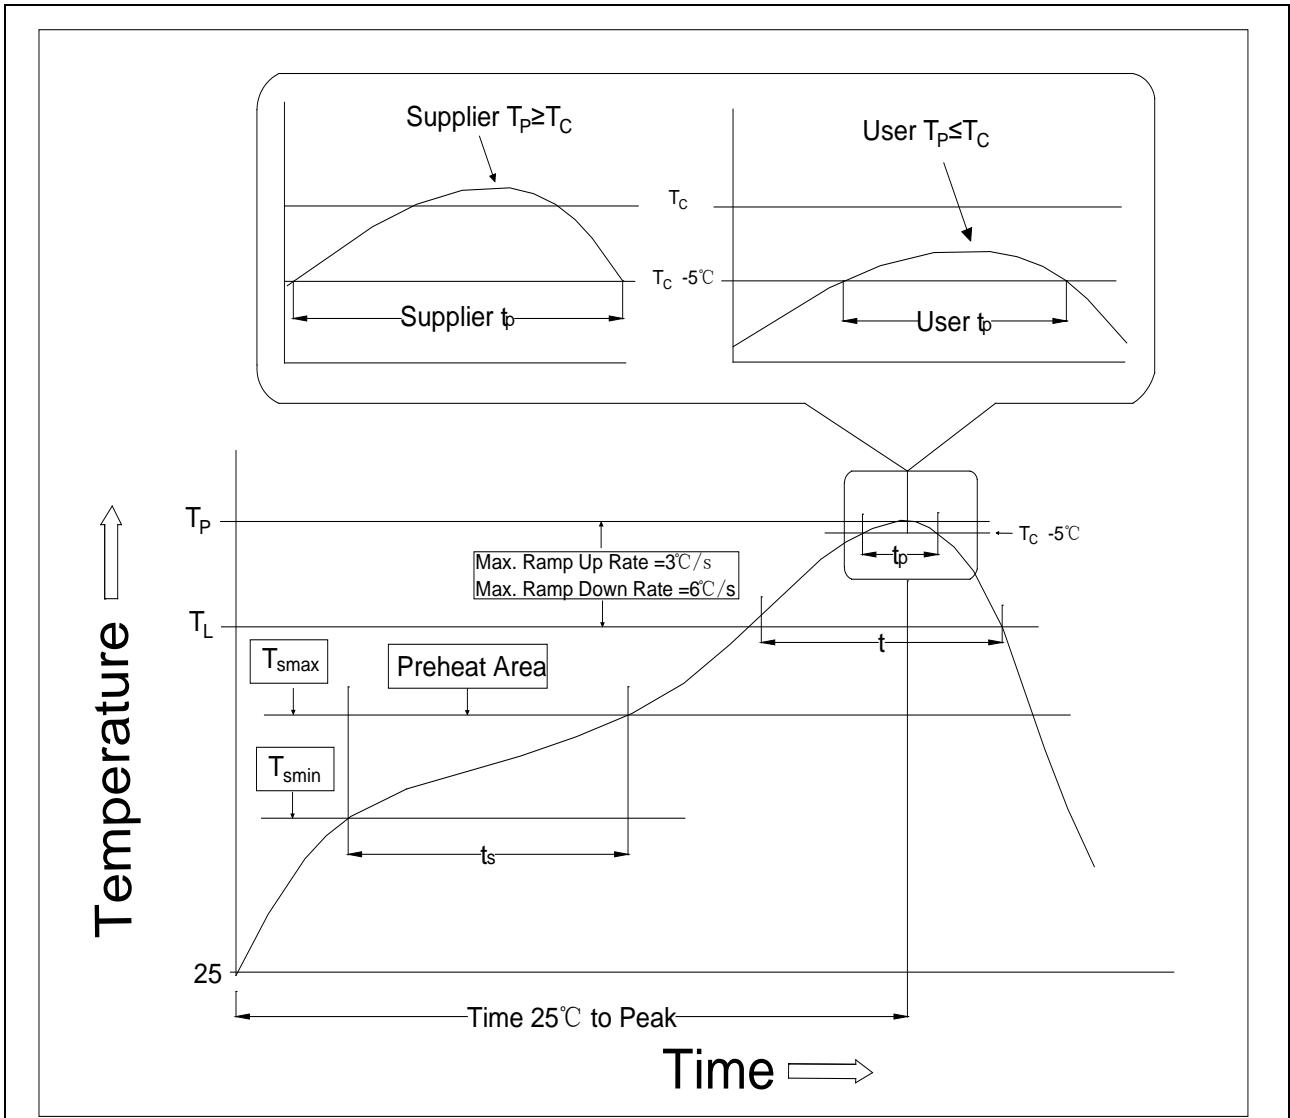 Supplier TP≥TC
User TP≤TC
TC
TC -5℃
Supplier tp
User tp
TP
TC -5℃
tp
Max. Ramp Up Rate =3℃/s
Max. Ramp Down Rate =6℃/s
TL
t
Tsmax
Preheat Area
Tsmin
ts
Temperature
25
Time 25℃ to Peak
Time